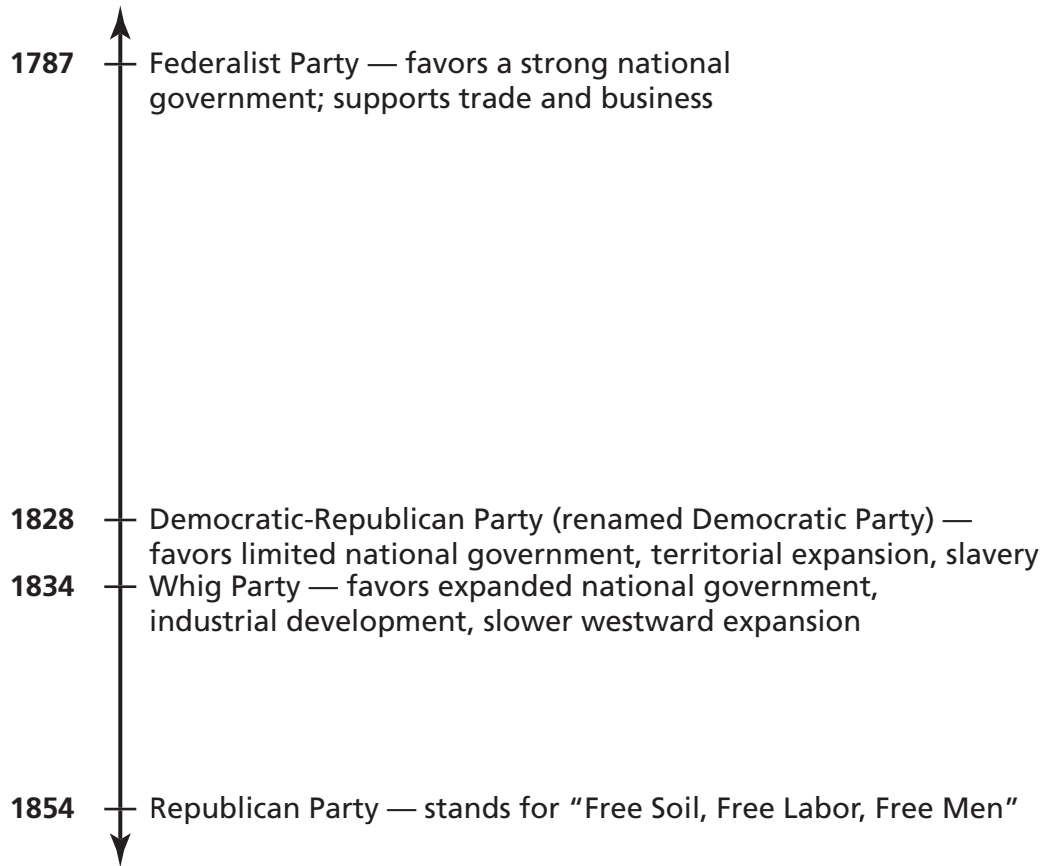 1787 Federalist Party — favors a strong national
government; supports trade and business
1828 Democratic-Republican Party (renamed Democratic Party) —
favors limited national government, territorial expansion, slavery
1834 Whig Party — favors expanded national government,
industrial development, slower westward expansion
1854 Republican Party — stands for “Free Soil, Free Labor, Free Men”